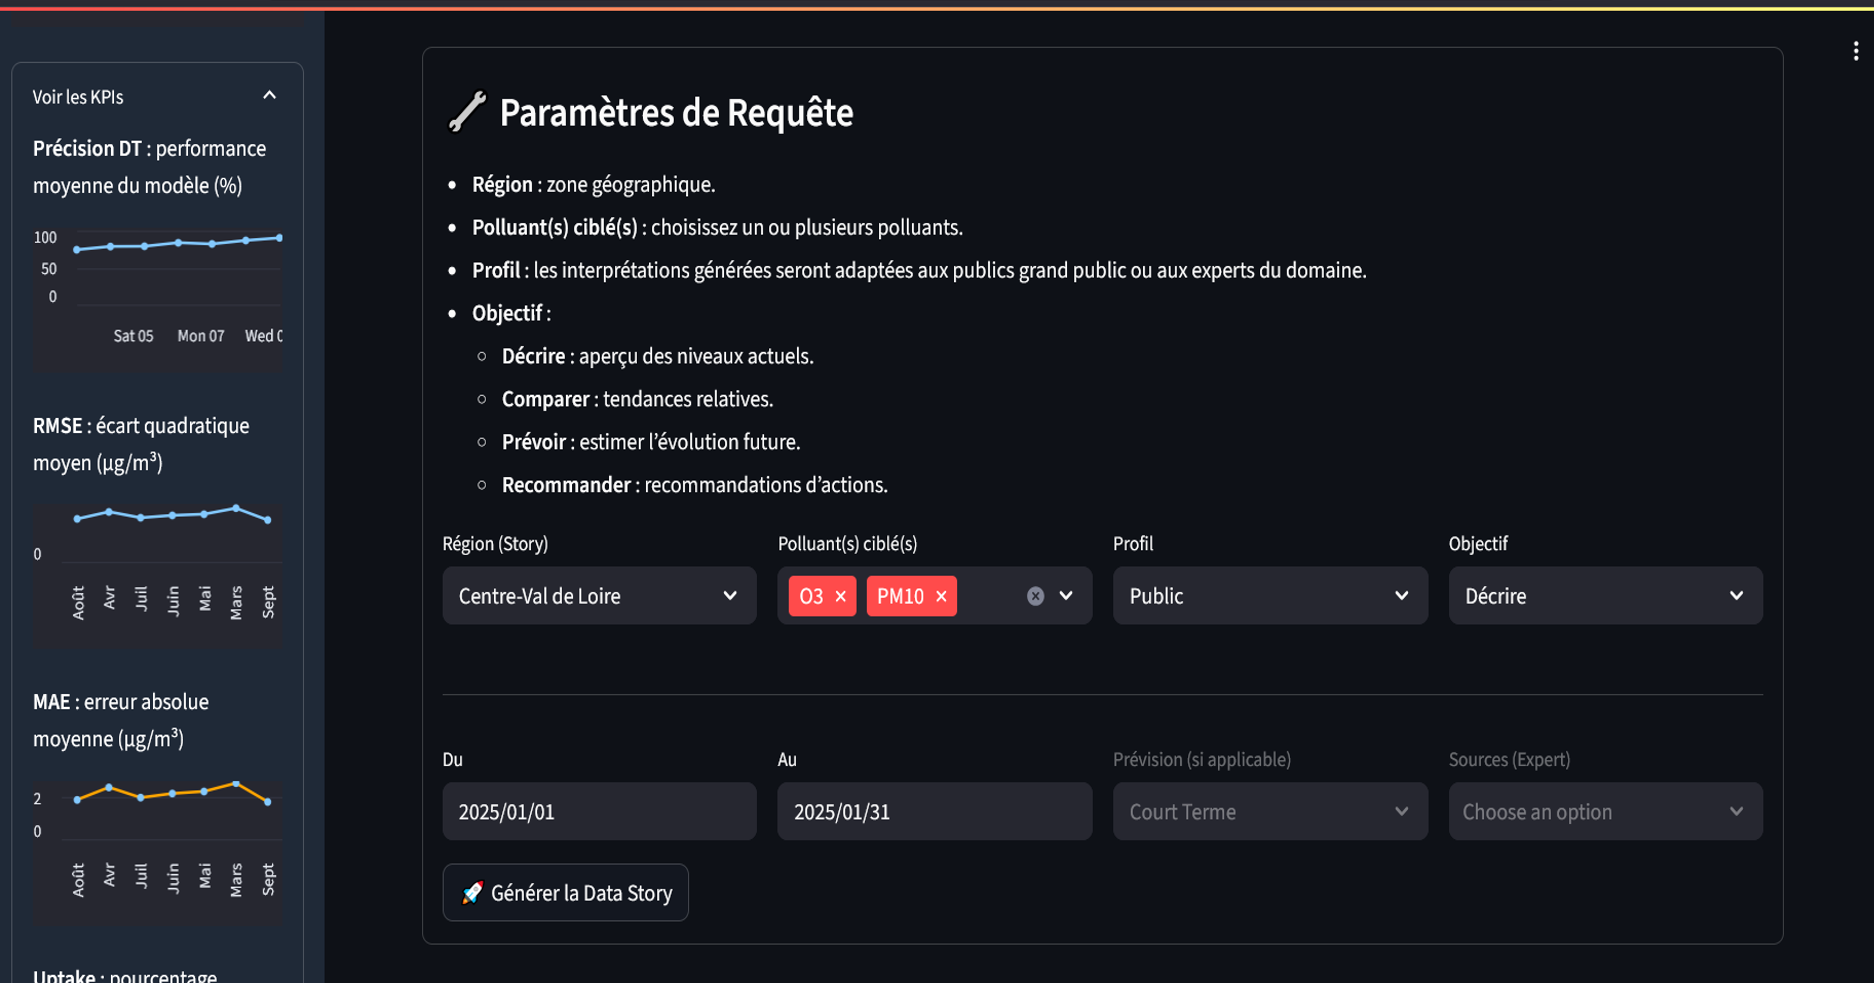 Voir les KPIs
Précision DT : performance
moyenne du modèle (%)
100
50
0
Sat 05 Mon 07 Wed 0
RMSE : écart quadratique
moyen (µg/m³)
0
Août Avr Juil Juin Mai Mars Sept
MAE : erreur absolue
moyenne (µg/m³)
2
0
Août Avr Juil Juin Mai Mars Sept
Uptake : pourcentage
Paramètres de Requête
• Région : zone géographique.
• Polluant(s) ciblé(s) : choisissez un ou plusieurs polluants.
• Profil : les interprétations générées seront adaptées aux publics grand public ou aux experts du domaine.
• Objectif :
○ Décrire : aperçu des niveaux actuels.
○ Comparer : tendances relatives.
○ Prévoir : estimer l’évolution future.
○ Recommander : recommandations d’actions.
Région (Story) Polluant(s) ciblé(s) Profil Objectif
Centre-Val de Loire O3 × PM10 × Public Décrire
Du Au Prévision (si applicable) Sources (Expert)
2025/01/01 2025/01/31 Court Terme Choose an option
Générer la Data Story